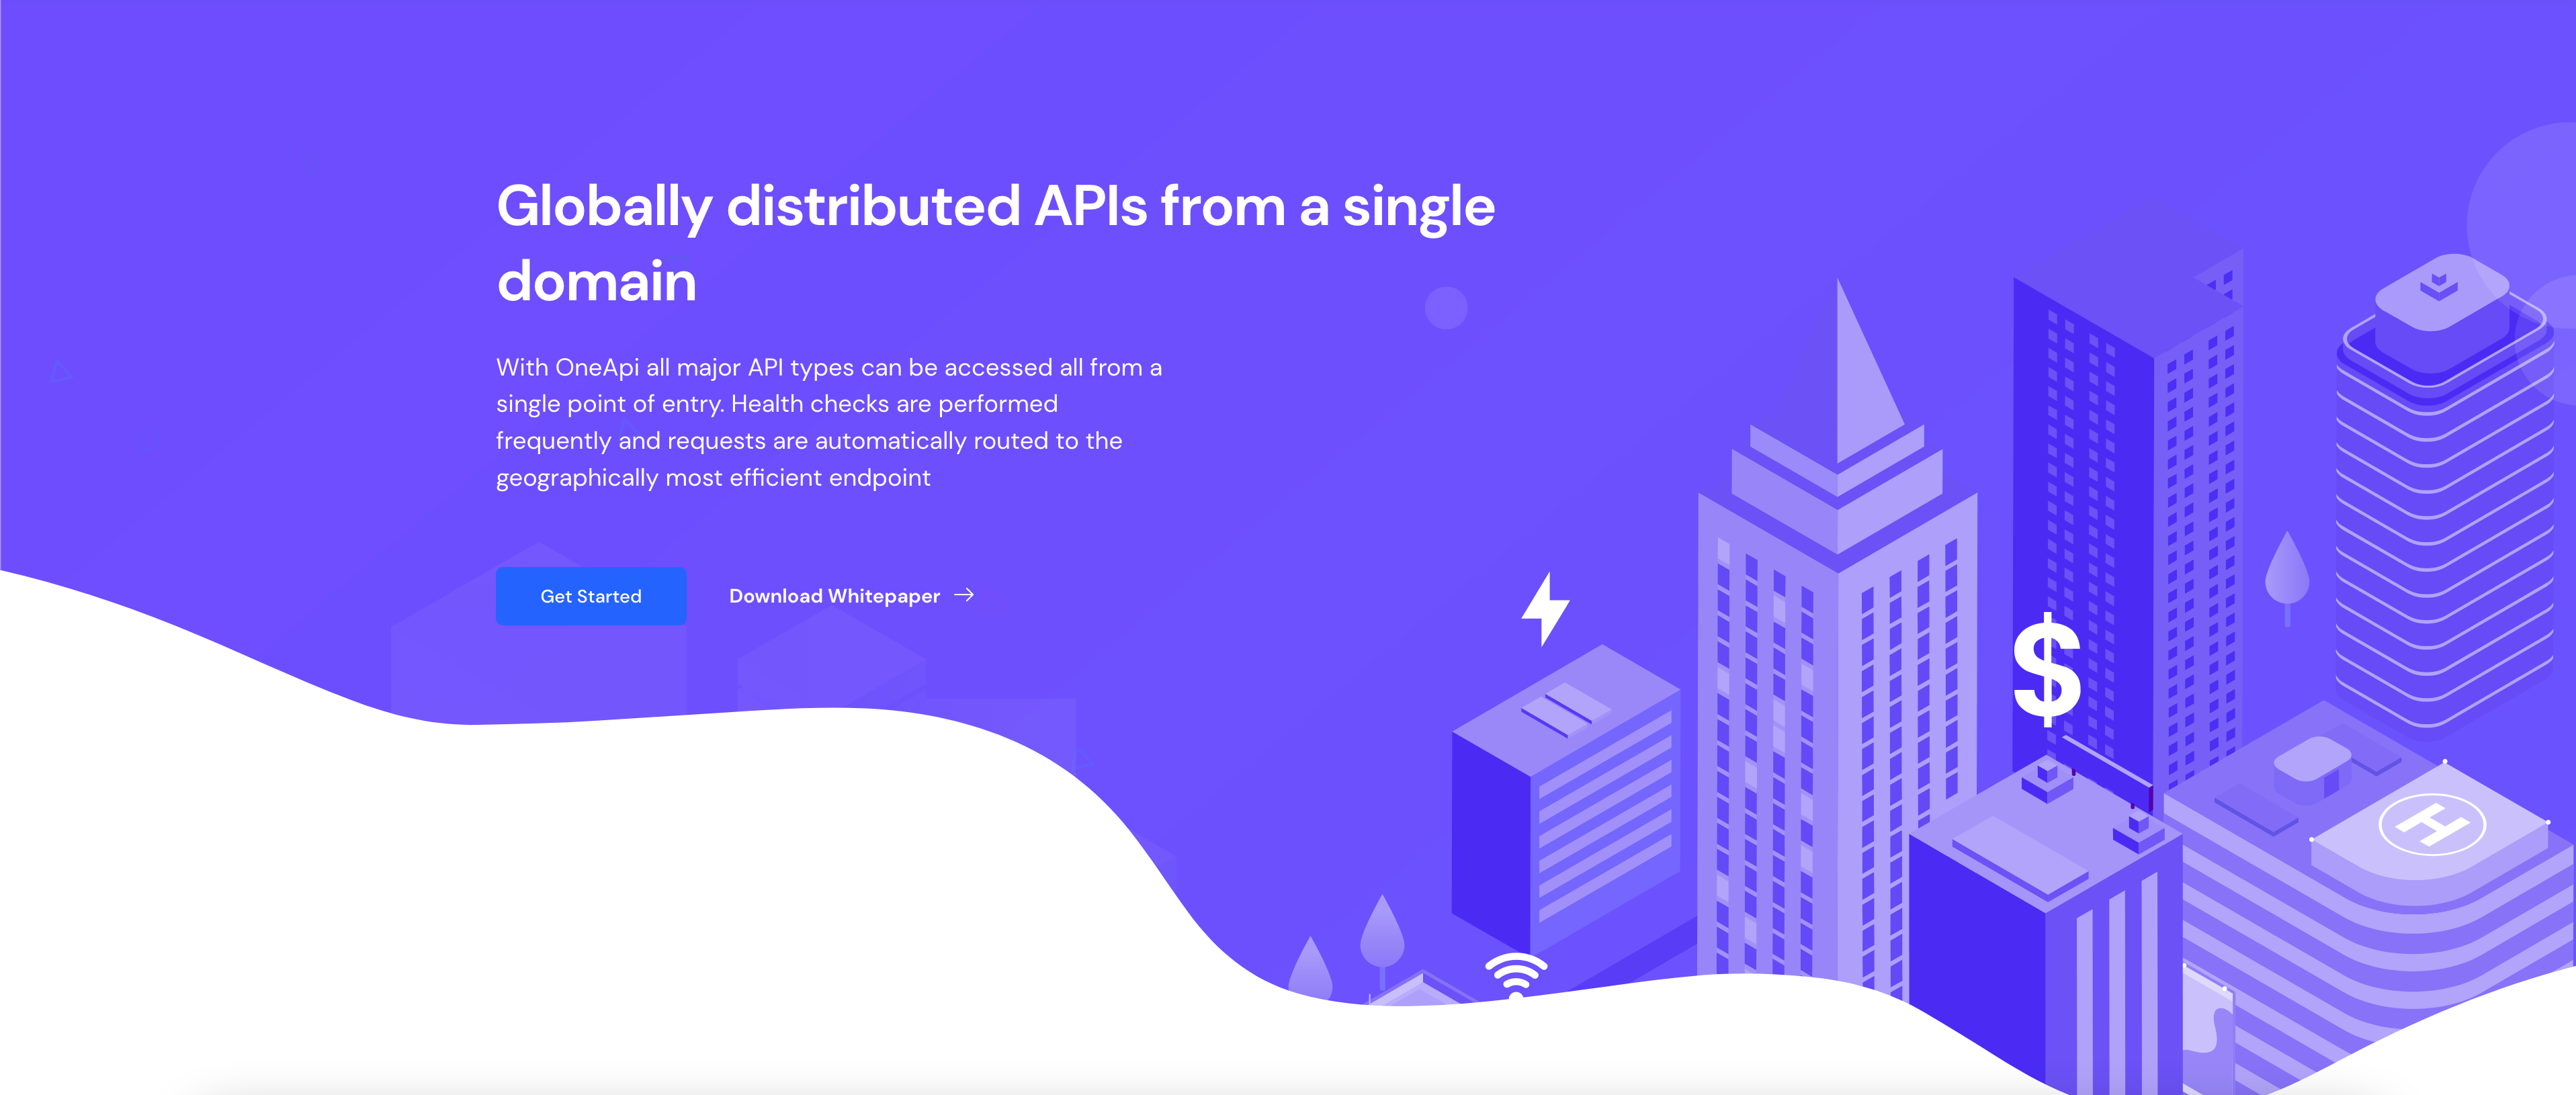 Globally distributed APIs from a single
domain
With OneApi all major API types can be accessed all from a
single point of entry. Health checks are performed
frequently and requests are automatically routed to the
geographically most efficient endpoint
Get Started
Download Whitepaper →
$
H